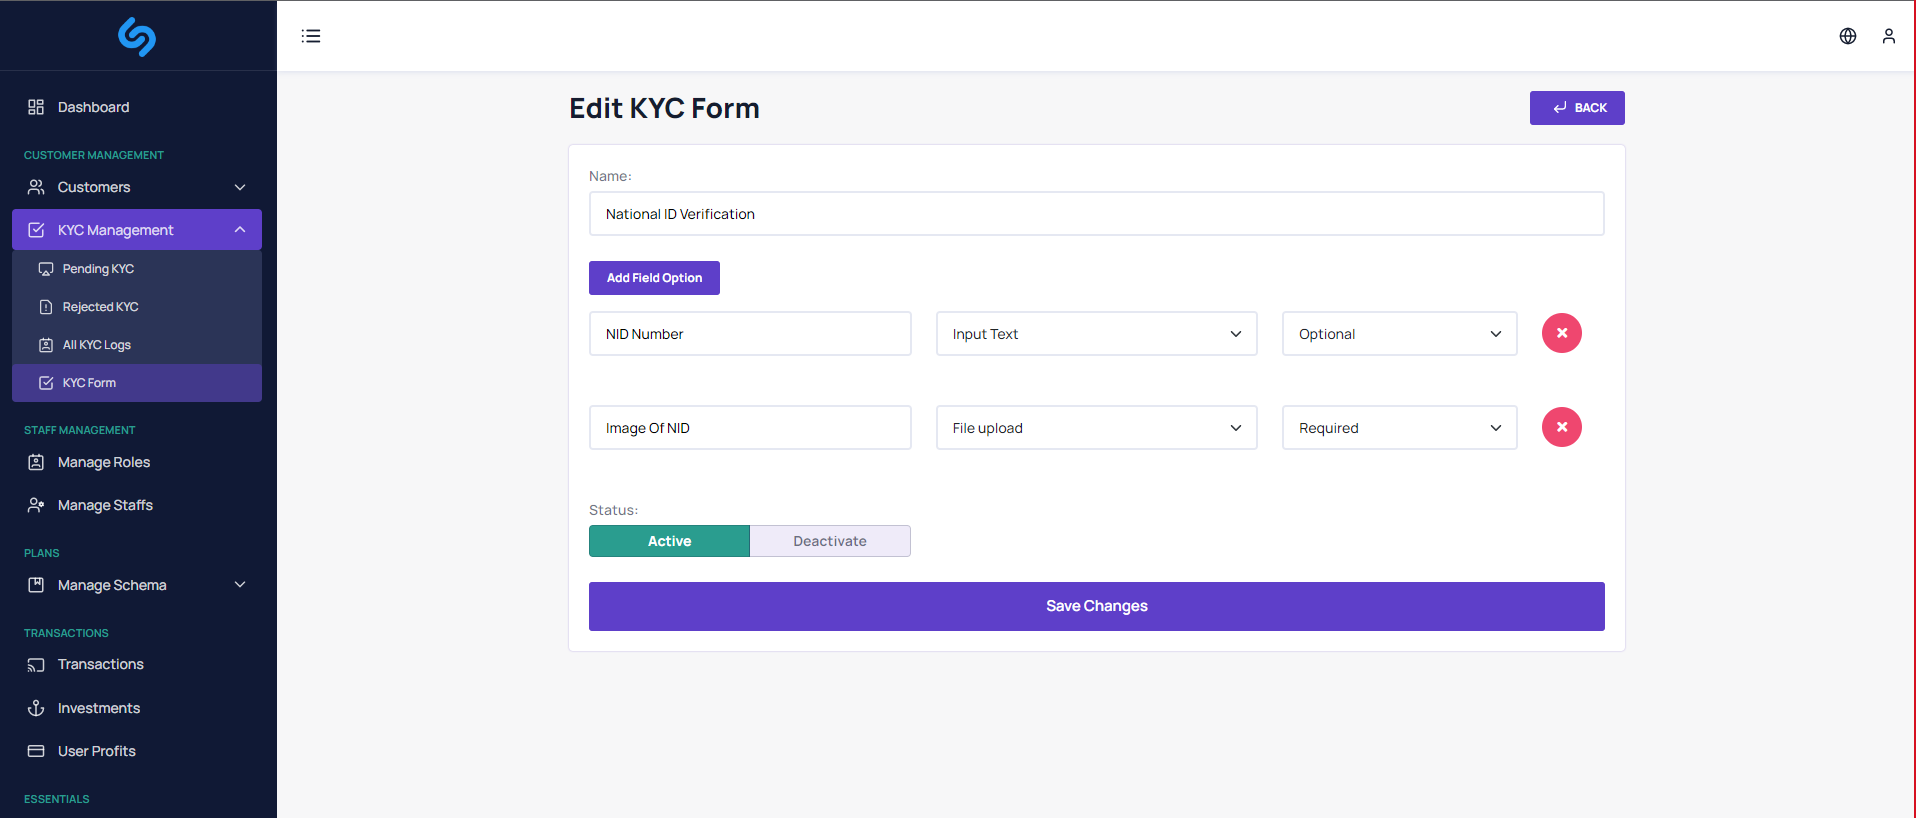 Dashboard
CUSTOMER MANAGEMENT
Customers
KYC Management
Pending KYC
Rejected KYC
All KYC Logs
KYC Form
STAFF MANAGEMENT
Manage Roles
Manage Staffs
PLANS
Manage Schema
TRANSACTIONS
Transactions
Investments
User Profits
ESSENTIALS
Edit KYC Form
BACK
Name:
National ID Verification
Add Field Option
NID Number Input Text Optional
Image Of NID File upload Required
Status:
Active Deactivate
Save Changes